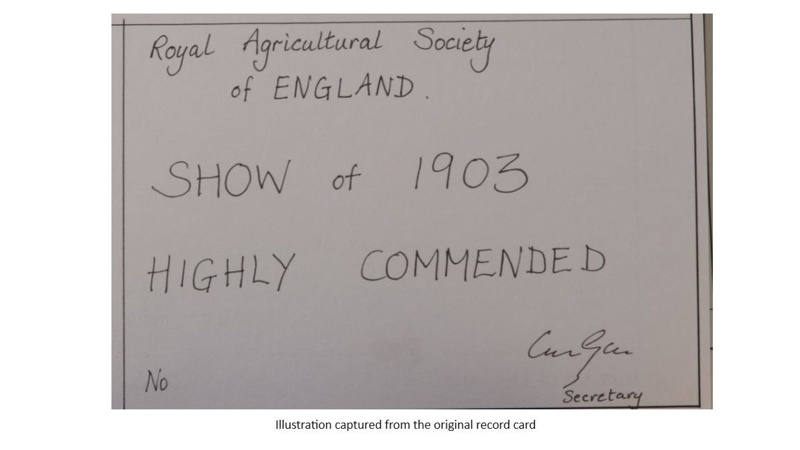 Royal Agricultural Society
of ENGLAND.
SHOW of 1903
HIGHLY COMMENDED
No
Secretary
Illustration captured from the original record card